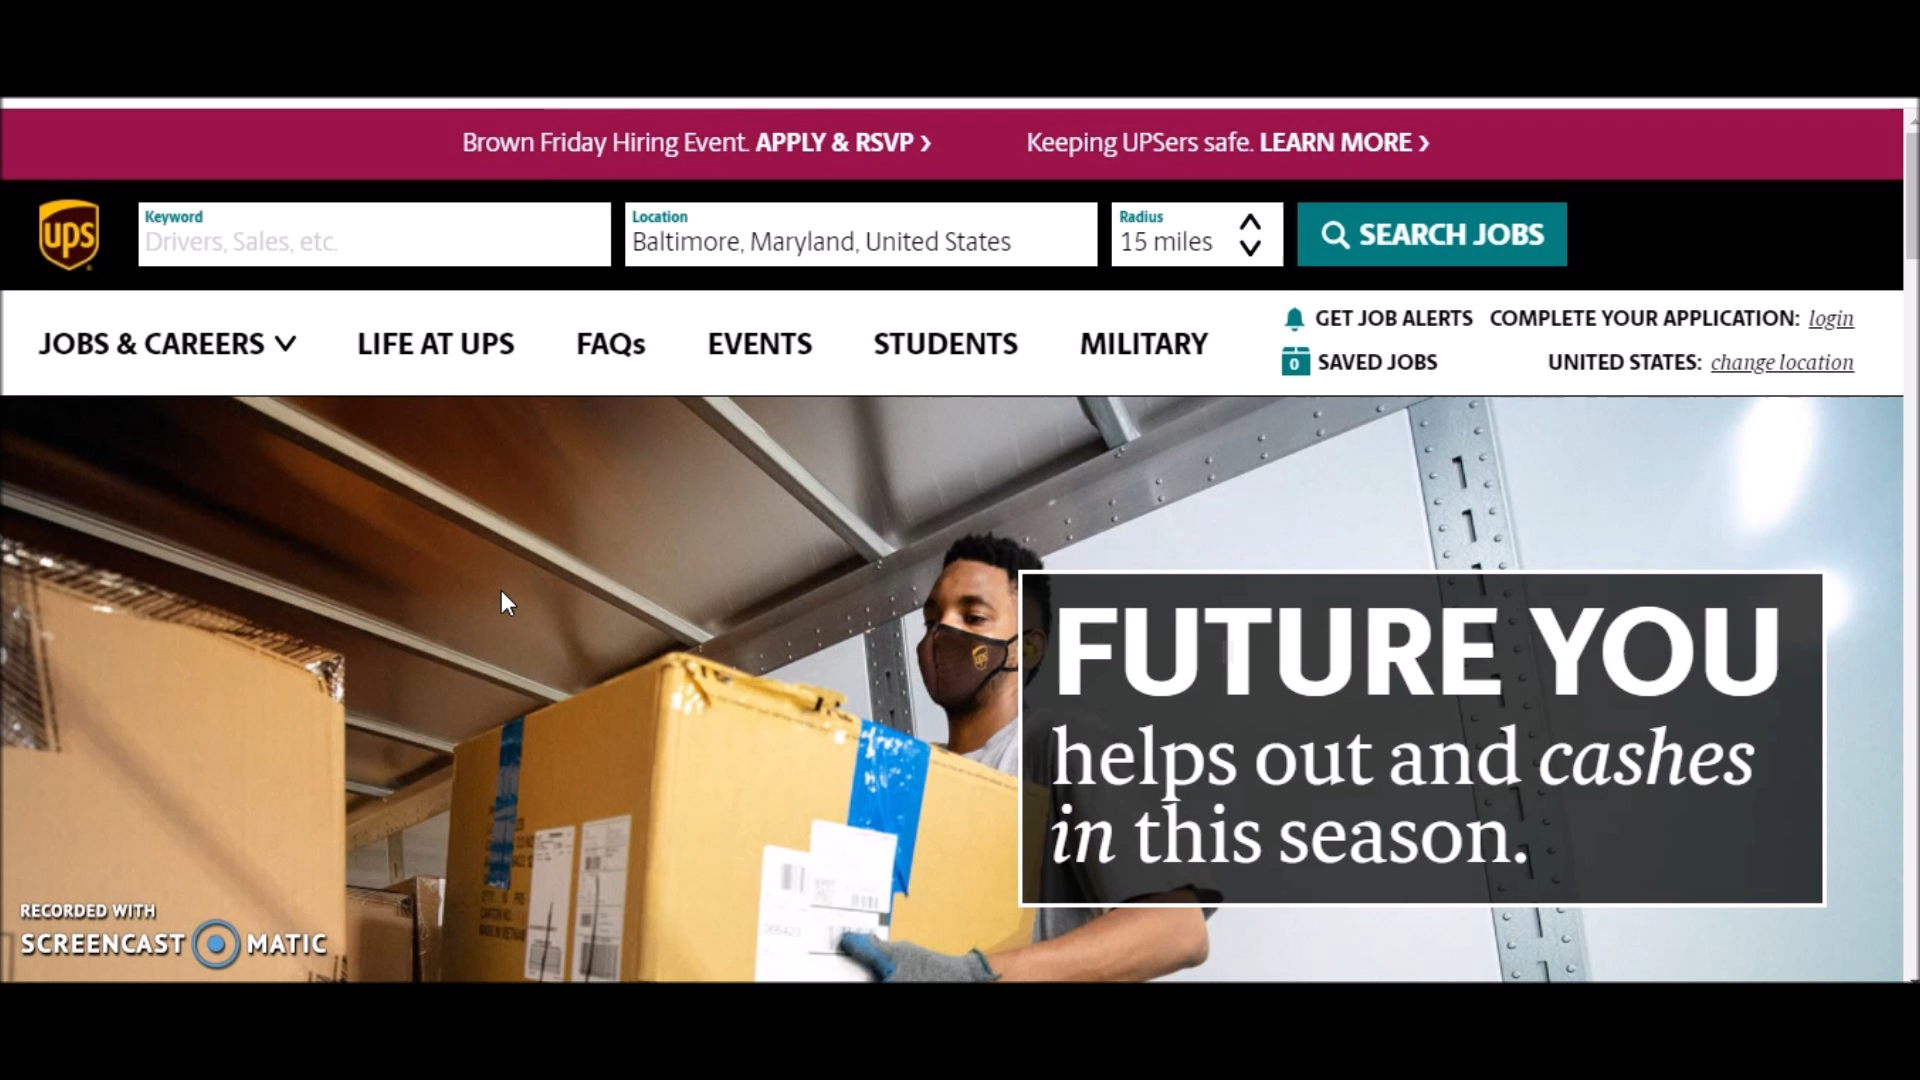 Brown Friday Hiring Event. APPLY & RSVP ❯
Keeping UPSers safe. LEARN MORE ❯
ups
Keyword
Drivers, Sales, etc.
Location
Baltimore, Maryland, United States
Radius
15 miles
SEARCH JOBS
JOBS & CAREERS
LIFE AT UPS
FAQs
EVENTS
STUDENTS
MILITARY
GET JOB ALERTS
COMPLETE YOUR APPLICATION: login
0 SAVED JOBS
UNITED STATES: change location
ups
FUTURE YOU
helps out and cashes
in this season.
RECORDED WITH
SCREENCAST MATIC